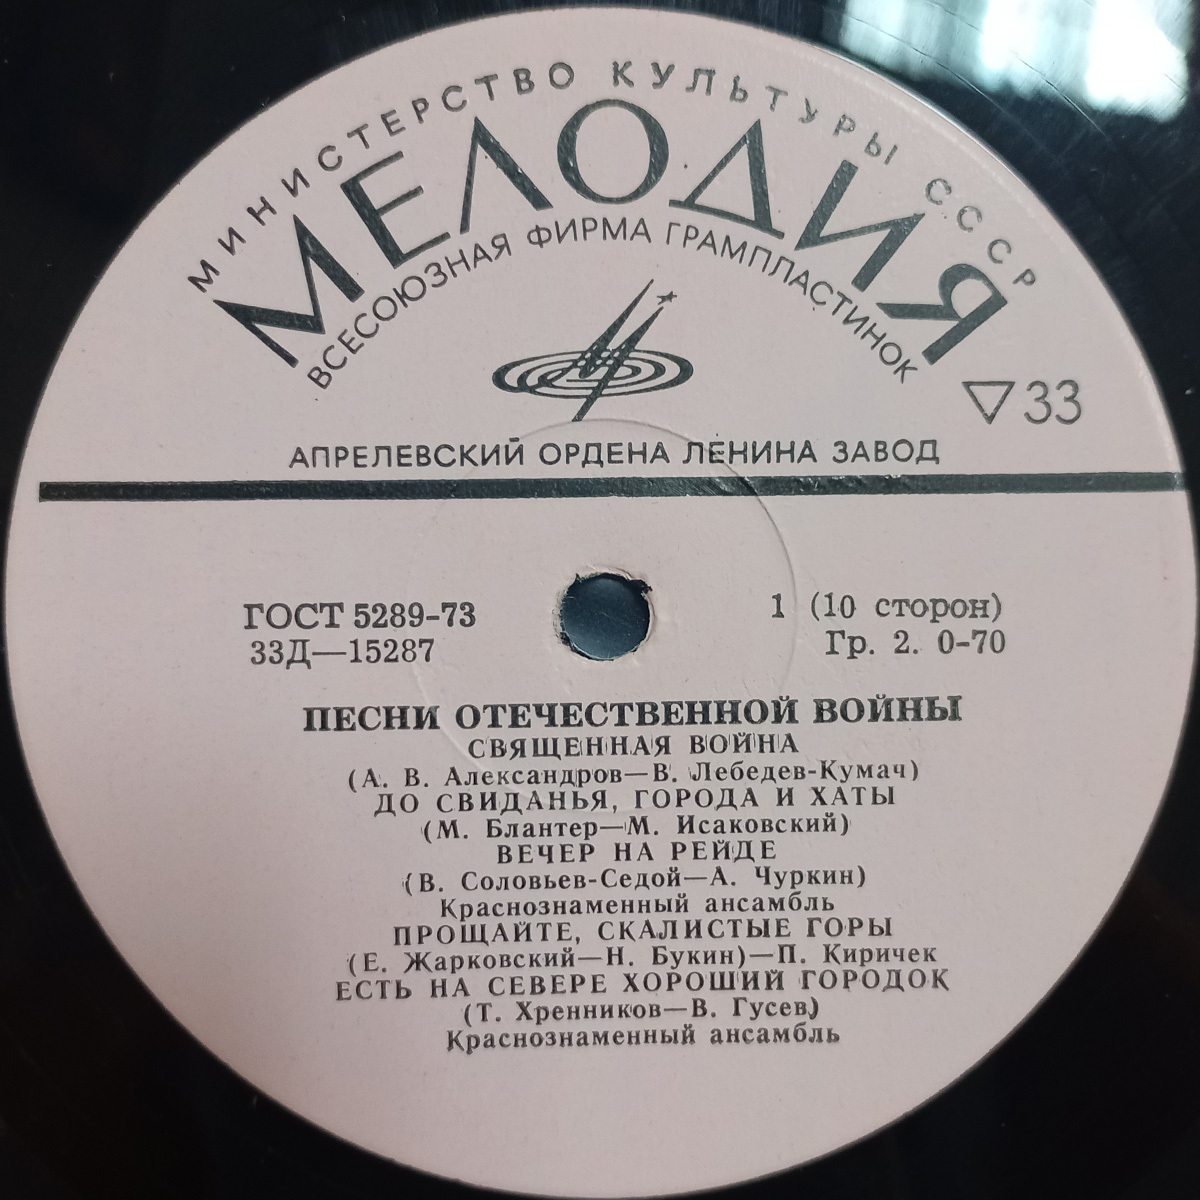 МИНИСТЕРСТВО КУЛЬТУРЫ СССР
МЕЛОДИЯ
ВСЕСОЮЗНАЯ ФИРМА ГРАМПЛАСТИНОК
▽33
АПРЕЛЕВСКИЙ ОРДЕНА ЛЕНИНА ЗАВОД
ГОСТ 5289-73
33Д—15287
1 (10 сторон)
Гр. 2. 0-70
ПЕСНИ ОТЕЧЕСТВЕННОЙ ВОЙНЫ
СВЯЩЕННАЯ ВОЙНА
(А. В. Александров—В. Лебедев-Кумач)
ДО СВИДАНЬЯ, ГОРОДА И ХАТЫ
(М. Блантер—М. Исаковский)
ВЕЧЕР НА РЕЙДЕ
(В. Соловьев-Седой—А. Чуркин)
Краснознаменный ансамбль
ПРОЩАЙТЕ, СКАЛИСТЫЕ ГОРЫ
(Е. Жарковский—Н. Букин)—П. Киричек
ЕСТЬ НА СЕВЕРЕ ХОРОШИЙ ГОРОДОК
(Т. Хренников—В. Гусев)
Краснознаменный ансамбль